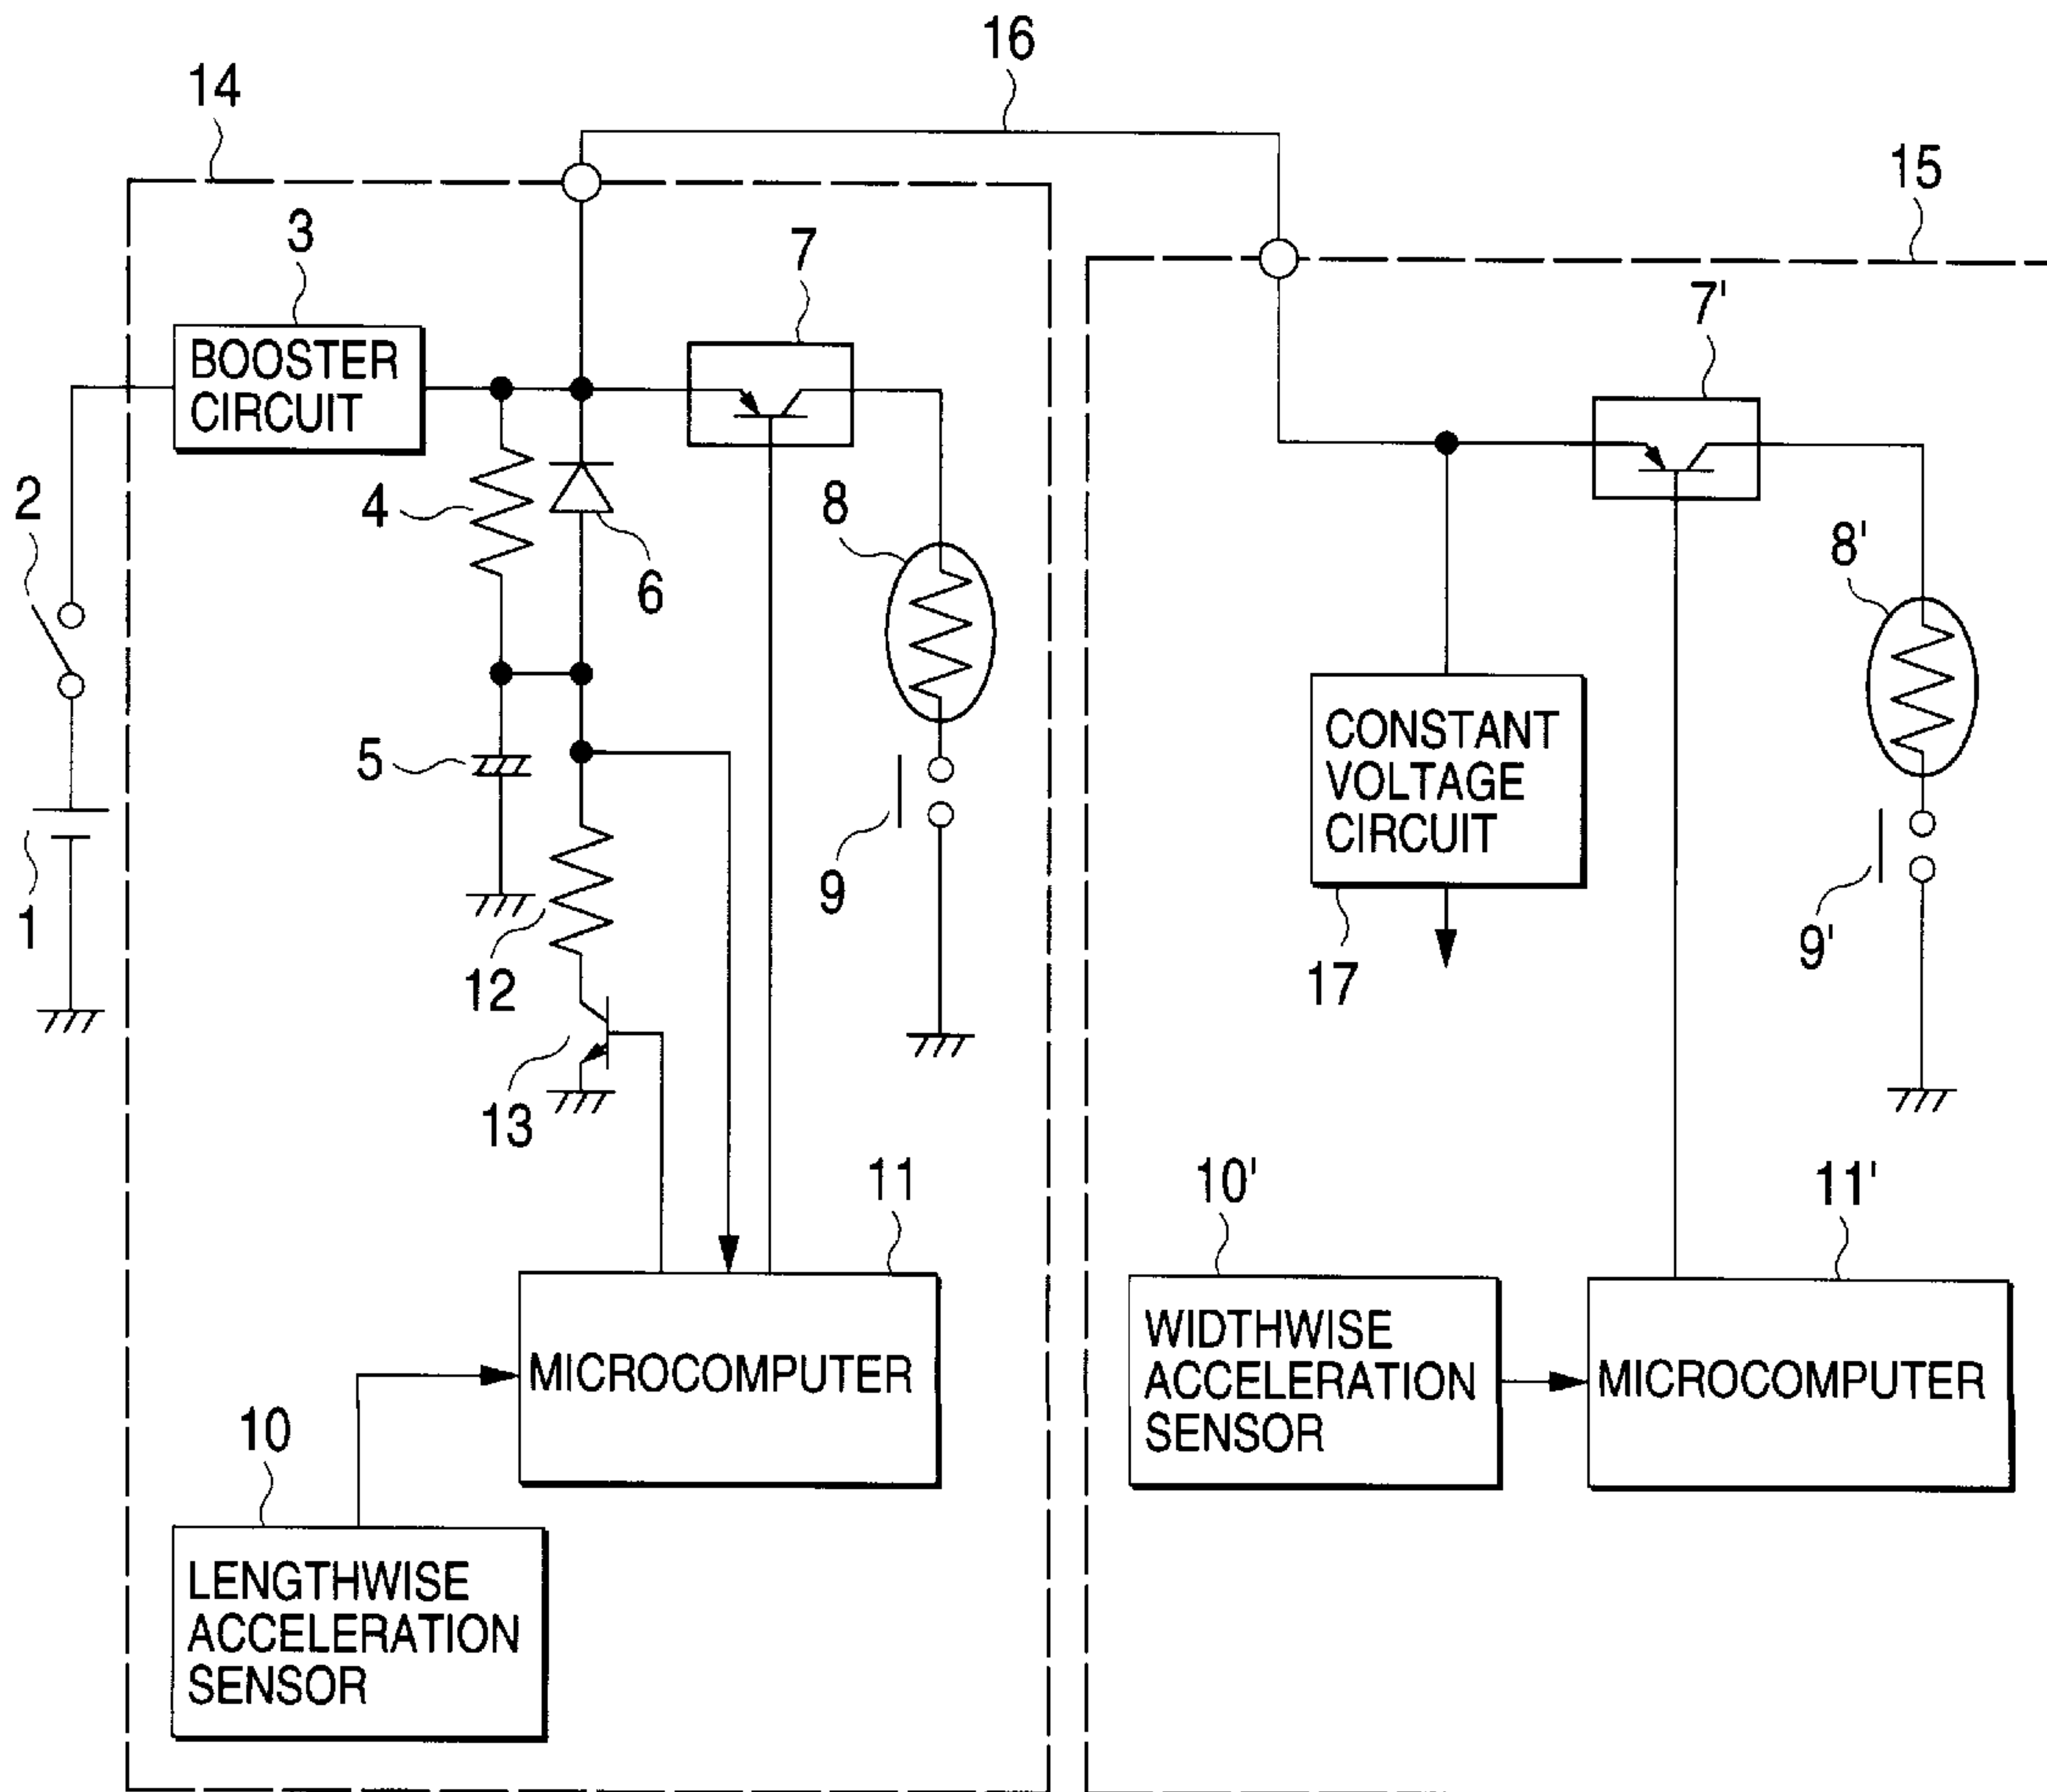 16
14
15
3
7
7'
BOOSTER
CIRCUIT
2
4
8
8'
6
CONSTANT
VOLTAGE
CIRCUIT
5
1
9
9'
12
17
13
11
10'
11'
MICROCOMPUTER
WIDTHWISE
ACCELERATION
SENSOR
MICROCOMPUTER
10
LENGTHWISE
ACCELERATION
SENSOR